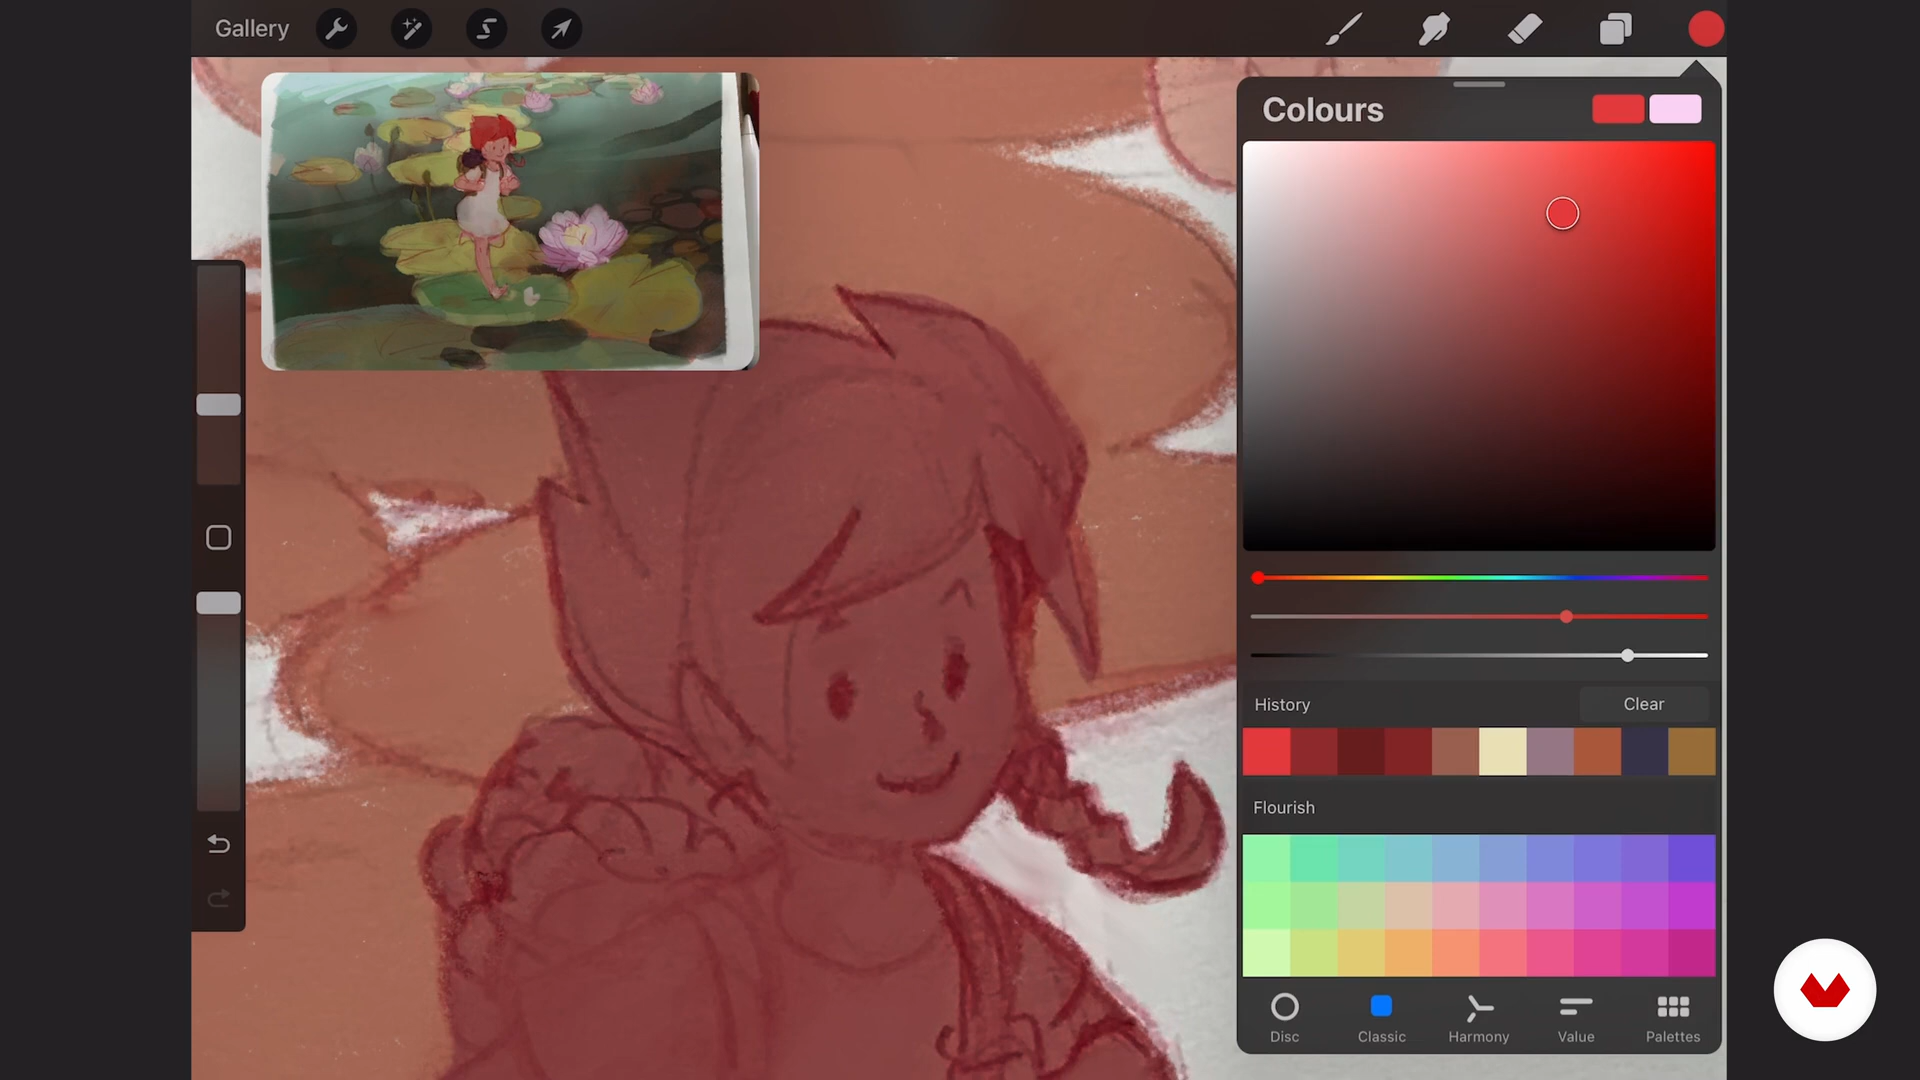 Gallery
Colours
History
Clear
Flourish
Disc
Classic
Harmony
Value
Palettes